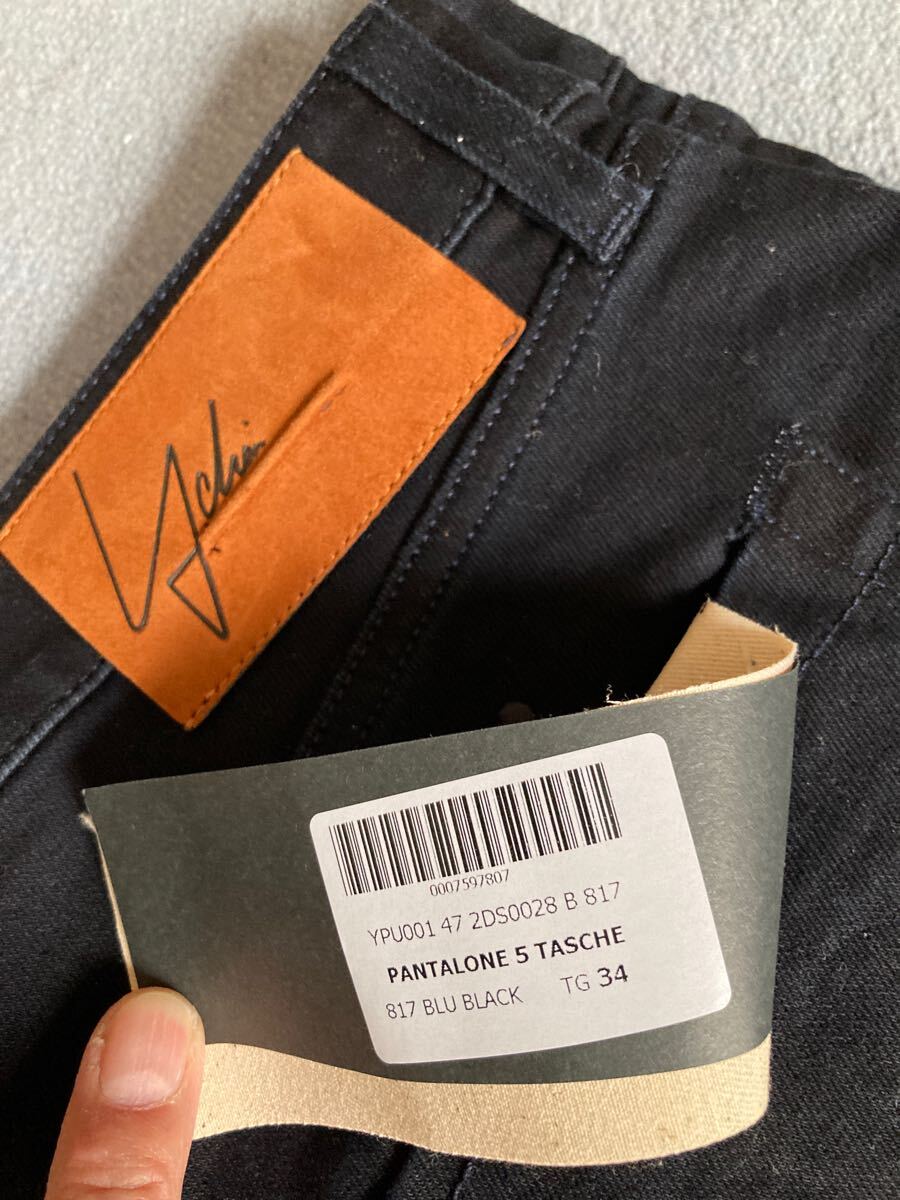 0007597807
YPU001 47 2DS0028 B 817
PANTALONE 5 TASCHE
817 BLU BLACK TG 34